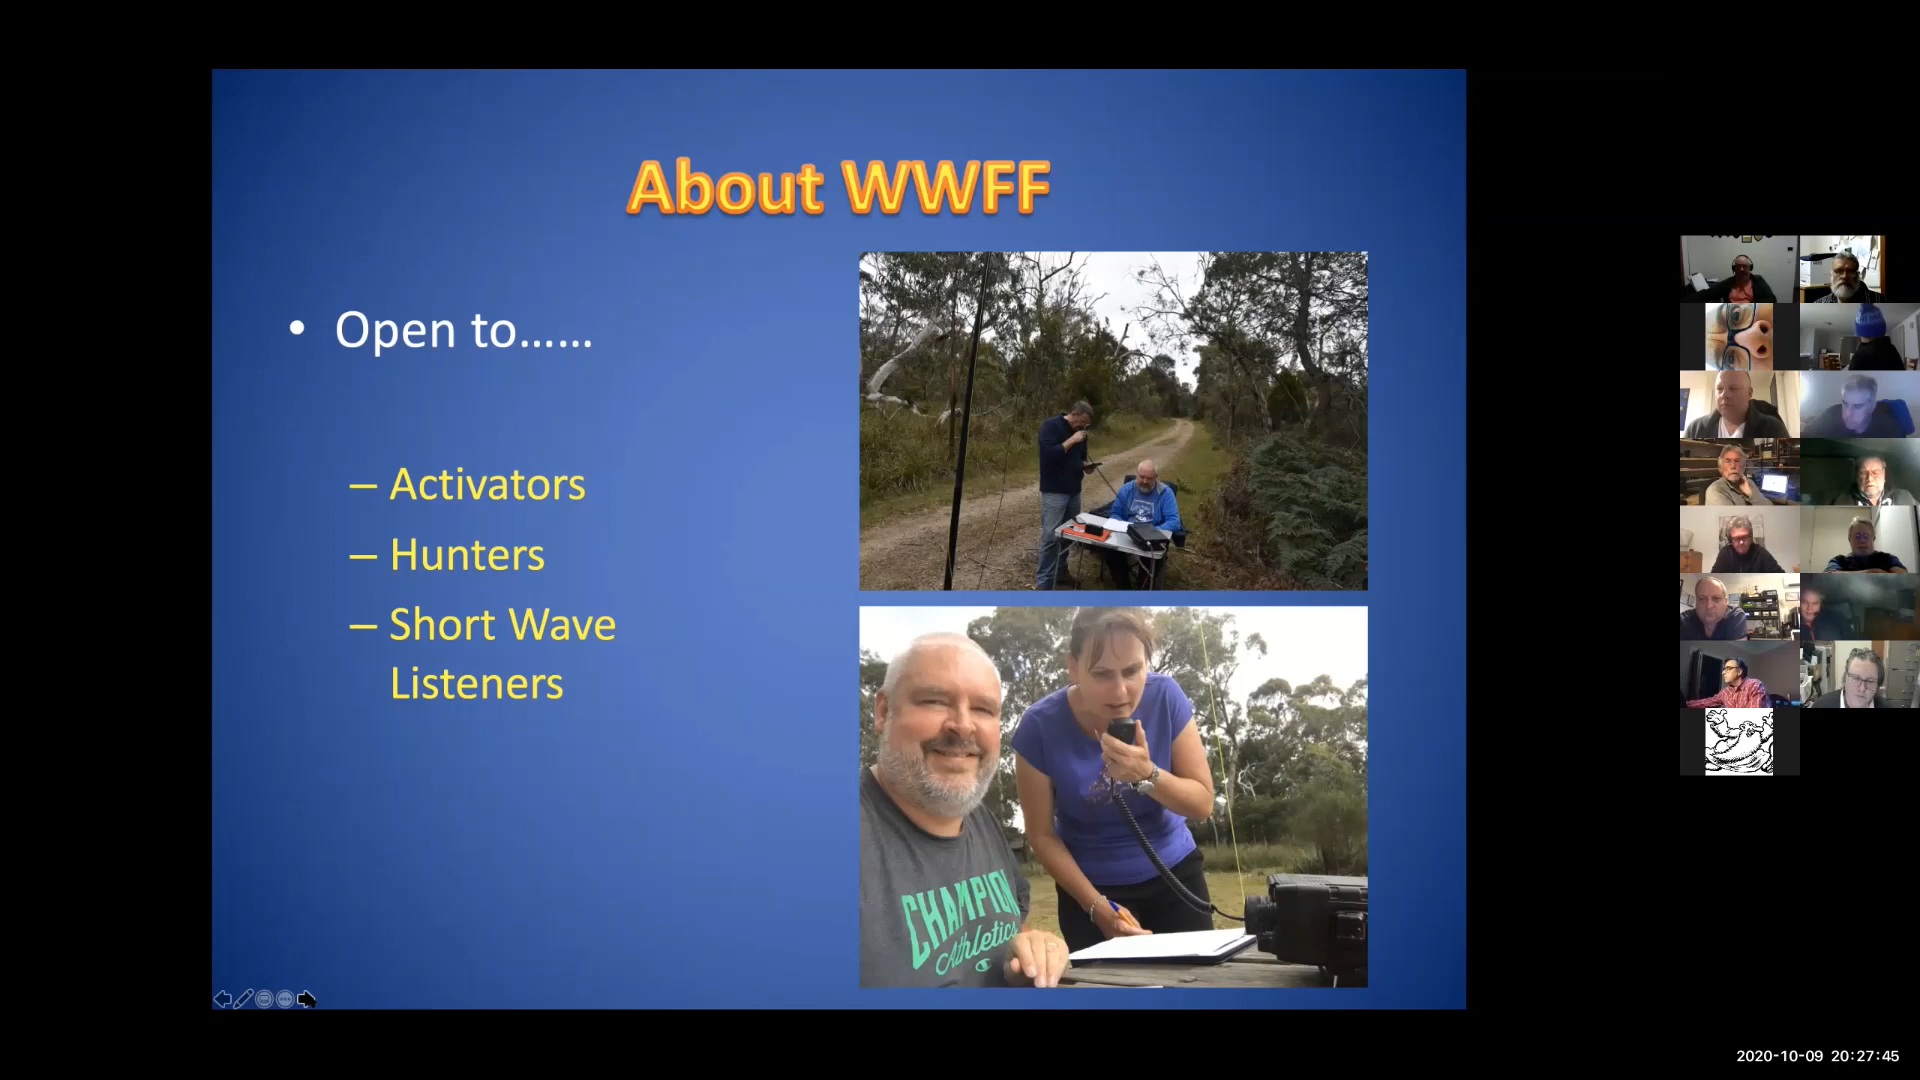 About WWFF
• Open to……
– Activators
– Hunters
– Short Wave
Listeners
CHAMPION
Athletics
2020-10-09 20:27:45